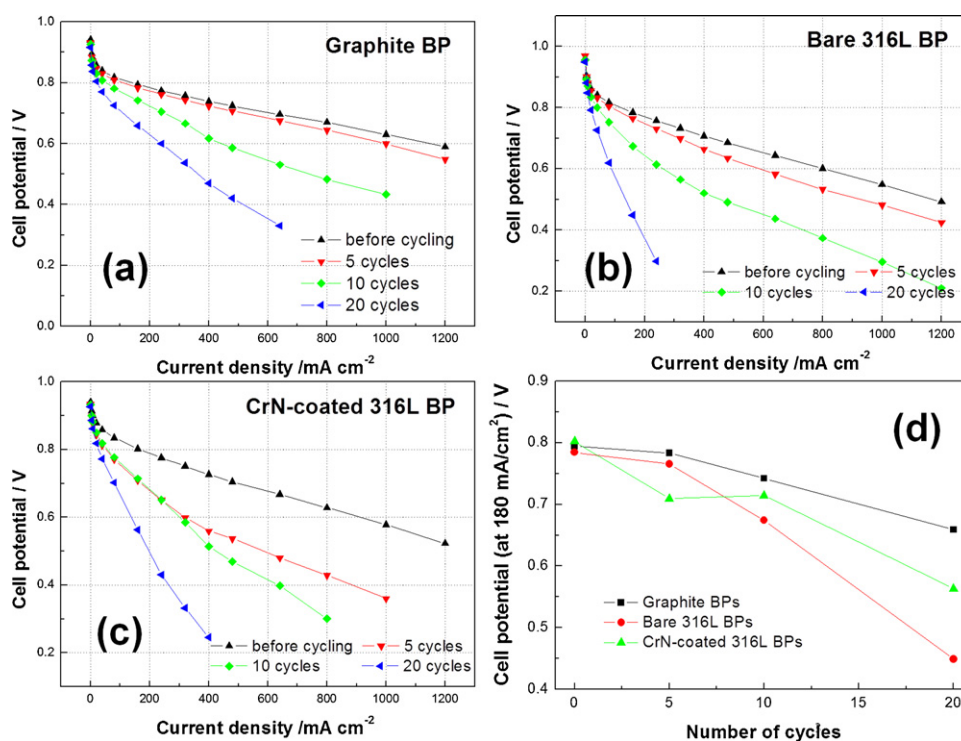 Graphite BP
Cell potential / V
1.0
0.8
0.6
0.4
0.2
0.0
(a)
before cycling
5 cycles
10 cycles
20 cycles
0 200 400 600 800 1000 1200
Current density /mA cm-2
Bare 316L BP
Cell potential / V
1.0
0.8
0.6
0.4
0.2
(b)
before cycling 5 cycles
10 cycles 20 cycles
0 200 400 600 800 1000 1200
Current density /mA cm-2
CrN-coated 316L BP
Cell potential / V
1.0
0.8
0.6
0.4
0.2
(c)
before cycling 5 cycles
10 cycles 20 cycles
0 200 400 600 800 1000 1200
Current density /mA cm-2
(d)
Cell potential (at 180 mA/cm2) / V
0.9
0.8
0.7
0.6
0.5
0.4
Graphite BPs
Bare 316L BPs
CrN-coated 316L BPs
0 5 10 15 20
Number of cycles